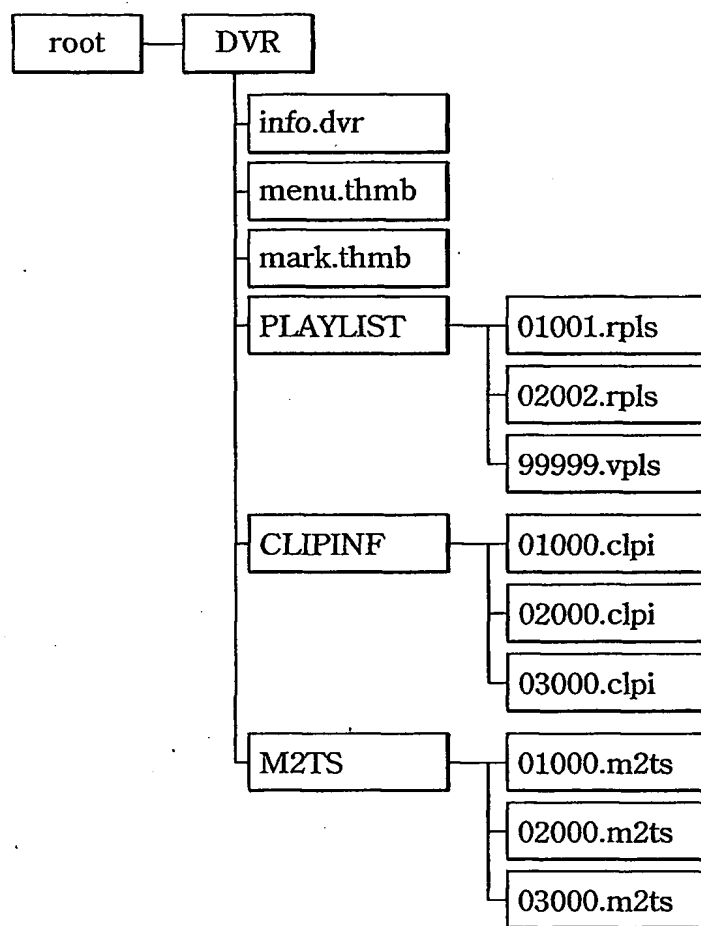 root
DVR
info.dvr
menu.thmb
mark.thmb
PLAYLIST
01001.rpls
02002.rpls
99999.vpls
CLIPINF
01000.clpi
02000.clpi
03000.clpi
M2TS
01000.m2ts
02000.m2ts
03000.m2ts